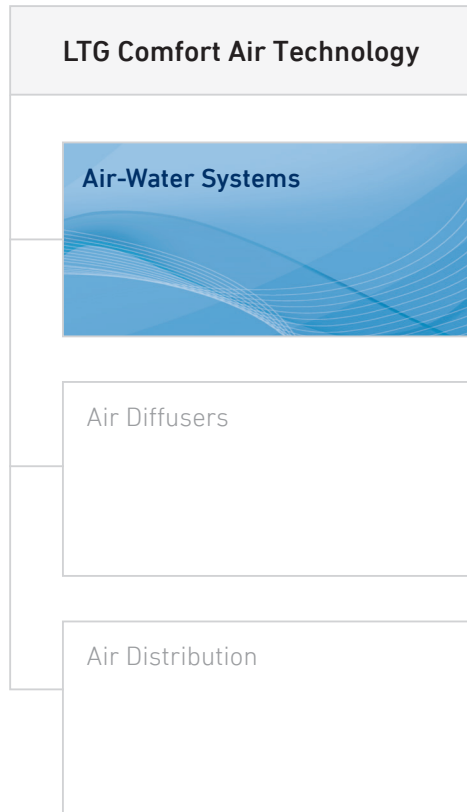 LTG Comfort Air Technology
Air-Water Systems
Air Diffusers
Air Distribution